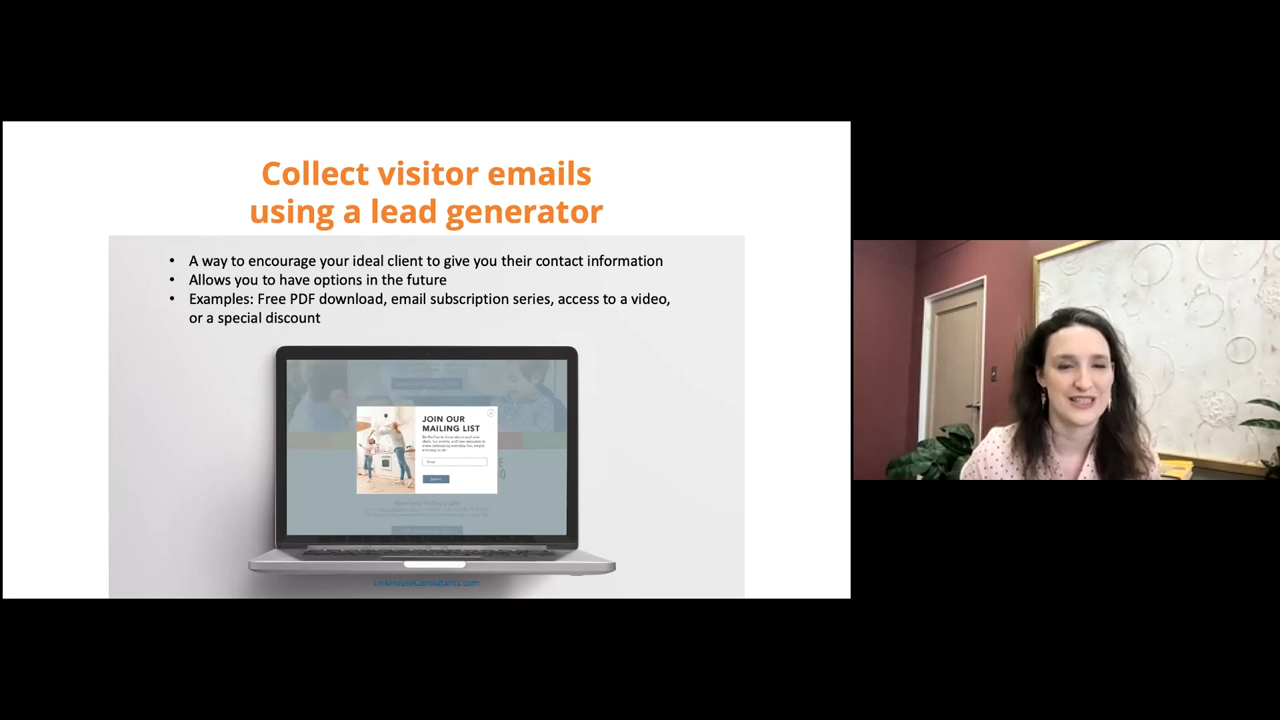 Collect visitor emails
using a lead generator
• A way to encourage your ideal client to give you their contact information
• Allows you to have options in the future
• Examples: Free PDF download, email subscription series, access to a video,
or a special discount
JOIN OUR
MAILING LIST
Email
Submit
LinkHouseConsultants.com